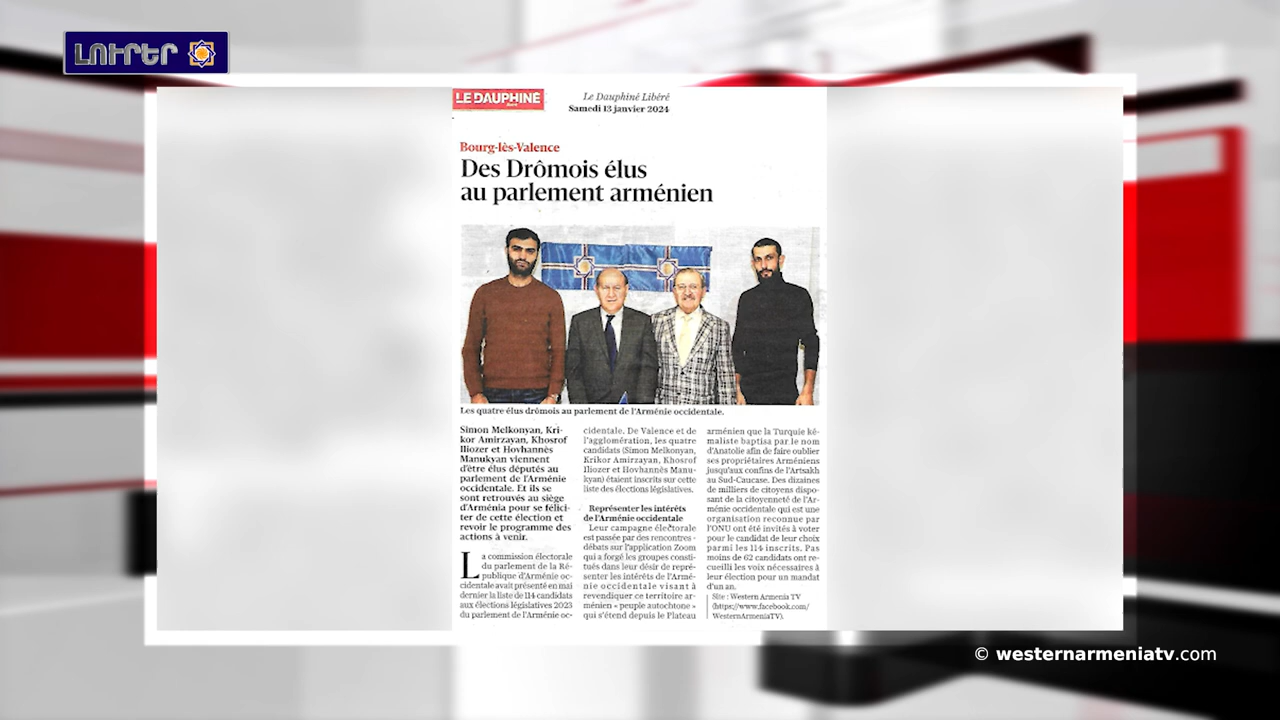 ԼՈՒՐԵՐ
LE DAUPHINÉ
Le Dauphiné Libéré
Samedi 13 janvier 2024
Bourg-lès-Valence
Des Drômois élus
au parlement arménien
Les quatre élus drômois au parlement de l'Arménie occidentale.
Simon Melkonyan, Kri-
kor Amirzayan, Khosrof
Iliozer et Hovhannès
Manukyan viennent
d'être élus députés au
parlement de l'Arménie
occidentale. Et ils se
sont retrouvés au siège
d'Arménia pour se félici-
ter de cette élection et
revoir le programme des
actions à venir.
La commission électorale
du parlement de la Ré-
publique d'Arménie oc-
cidentale avait présenté en mai
dernier la liste de 114 candidats
aux élections législatives 2023
du parlement de l'Arménie oc-
cidentale. De Valence et de
l'agglomération, les quatre
candidats (Simon Melkonyan,
Krikor Amirzayan, Khosrof
Iliozer et Hovhannès Manu-
kyan) étaient inscrits sur cette
liste des élections législatives.
Représenter les intérêts
de l'Arménie occidentale
Leur campagne électorale
est passée par des rencontres -
débats sur l'application Zoom
qui a forgé les groupes consti-
tués dans leur désir de repré-
senter les intérêts de l'Armé-
nie occidentale visant à
revendiquer ce territoire ar-
ménien « peuple autochtone »
qui s'étend depuis le Plateau
arménien que la Turquie ké-
maliste baptisa par le nom
d'Anatolie afin de faire oublier
ses propriétaires Arméniens
jusqu'aux confins de l'Artsakh
au Sud-Caucase. Des dizaines
de milliers de citoyens dispo-
sant de la citoyenneté de l'Ar-
ménie occidentale qui est une
organisation reconnue par
l'ONU ont été invités à voter
pour le candidat de leur choix
parmi les 114 inscrits. Pas
moins de 62 candidats ont re-
cueilli les voix nécessaires à
leur élection pour un mandat
d'un an.
Site : Western Armenia TV
(https://www.facebook.com/
WesternArmeniaTV).
© westernarmeniatv.com